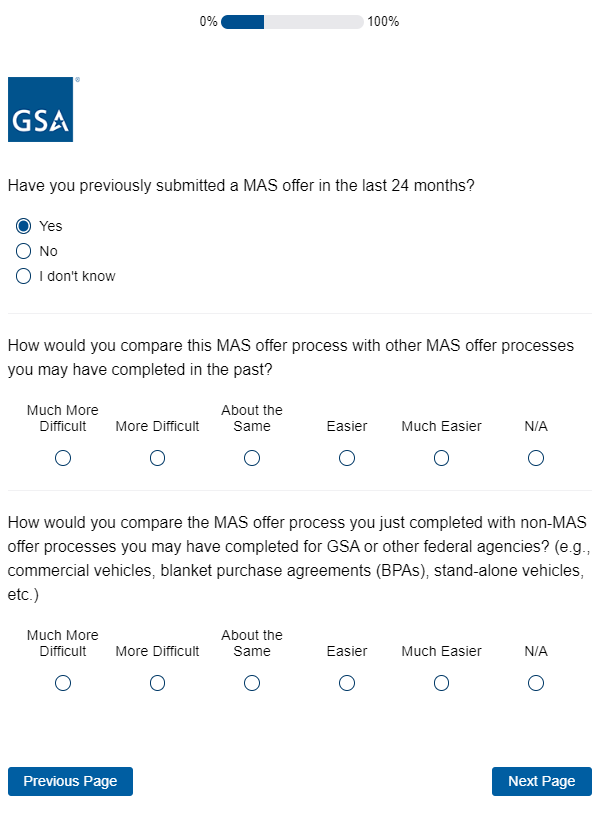 0% 100%
GSA
®
Have you previously submitted a MAS offer in the last 24 months?
Yes
No
I don't know
How would you compare this MAS offer process with other MAS offer processes
you may have completed in the past?
Much More Difficult More Difficult About the Same Easier Much Easier N/A
How would you compare the MAS offer process you just completed with non-MAS
offer processes you may have completed for GSA or other federal agencies? (e.g.,
commercial vehicles, blanket purchase agreements (BPAs), stand-alone vehicles,
etc.)
Much More Difficult More Difficult About the Same Easier Much Easier N/A
Previous Page Next Page